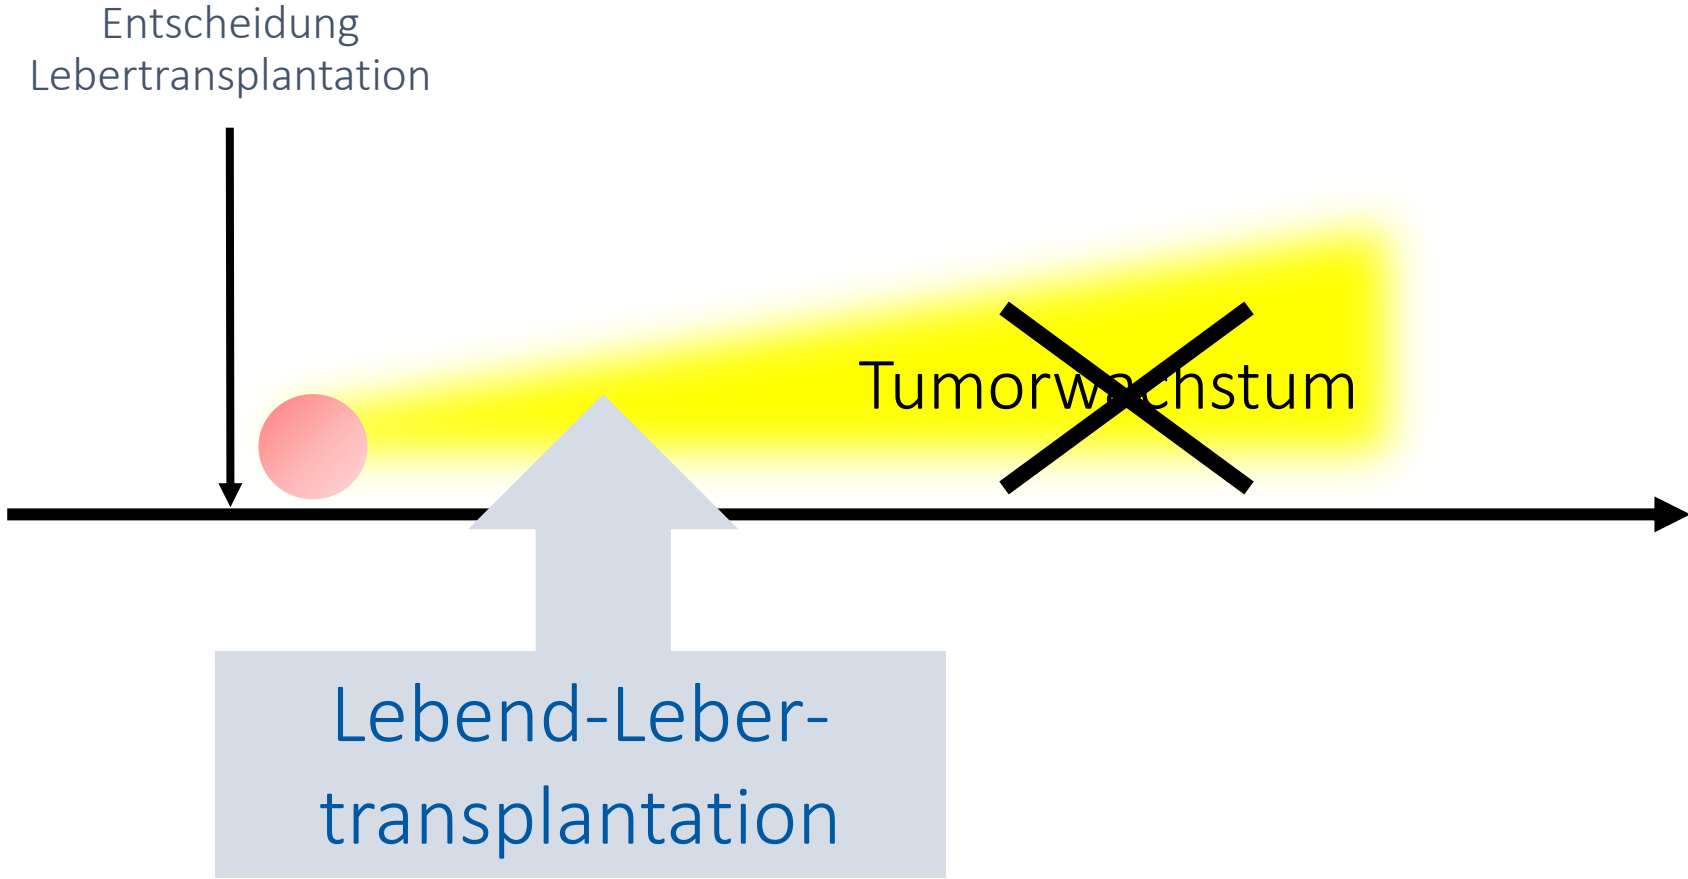 Entscheidung
Lebertransplantation
Tumorwachstum
Lebend-Leber-
transplantation